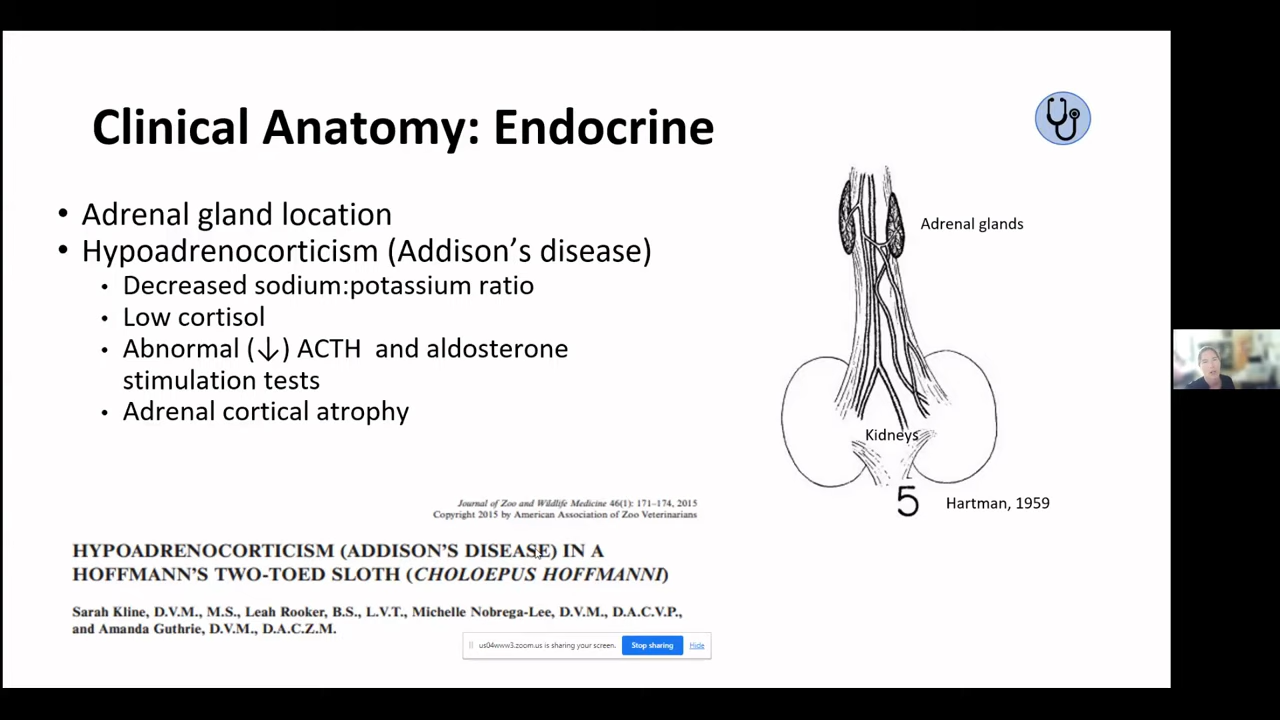 Clinical Anatomy: Endocrine
• Adrenal gland location
• Hypoadrenocorticism (Addison's disease)
• Decreased sodium:potassium ratio
• Low cortisol
• Abnormal (↓) ACTH and aldosterone
stimulation tests
• Adrenal cortical atrophy
Adrenal glands
Kidneys
5
Hartman, 1959
Journal of Zoo and Wildlife Medicine 46(1): 171–174, 2015
Copyright 2015 by American Association of Zoo Veterinarians
HYPOADRENOCORTICISM (ADDISON'S DISEASE) IN A
HOFFMANN'S TWO-TOED SLOTH (CHOLOEPUS HOFFMANNI)
Sarah Kline, D.V.M., M.S., Leah Rooker, B.S., L.V.T., Michelle Nobrega-Lee, D.V.M., D.A.C.V.P.,
and Amanda Guthrie, D.V.M., D.A.C.Z.M.
us04www3.zoom.us is sharing your screen.
Stop sharing
Hide